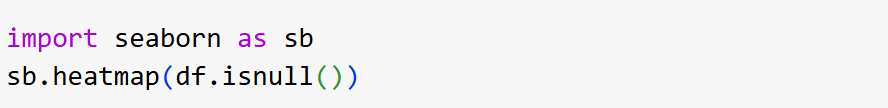 import seaborn as sb
sb.heatmap(df.isnull())